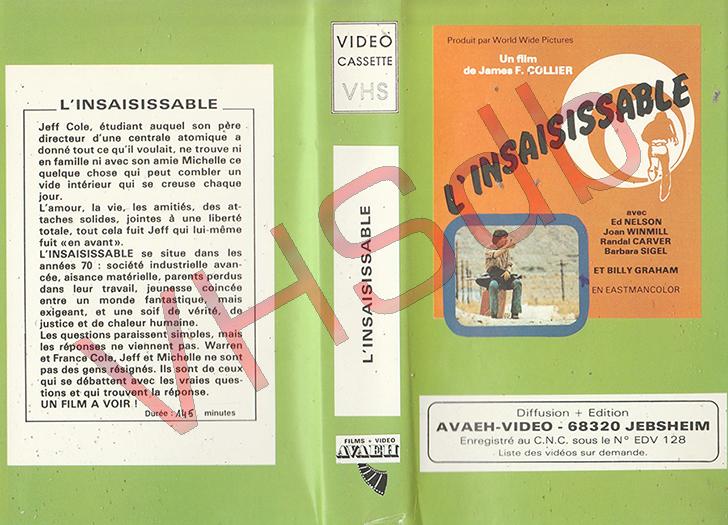 L'INSAISISSABLE
Jeff Cole, étudiant auquel son père
directeur d'une centrale atomique a
donné tout ce qu'il voulait, ne trouve ni
en famille ni avec son amie Michelle ce
quelque chose qui peut combler un
vide intérieur qui se creuse chaque
jour.
L'amour, la vie, les amitiés, des at-
taches solides, jointes à une liberté
totale, tout cela fuit Jeff qui lui-même
fuit «en avant».
L'INSAISISSABLE se situe dans les
années 70 : société industrielle avan-
cée, aisance matérielle, parents perdus
dans leur travail, jeunesse coincée
entre un monde fantastique, mais
exigeant, et une soif de vérité, de
justice et de chaleur humaine.
Les questions paraissent simples, mais
les réponses ne viennent pas. Warren
et France Cole, Jeff et Michelle ne sont
pas des gens résignés. Ils sont de ceux
qui se débattent avec les vraies ques-
tions et qui trouvent la réponse.
UN FILM A VOIR !
Durée : 145 minutes
VIDEO
CASSETTE
VHS
L'INSAISISSABLE
FILMS + VIDEO
AVAEH
Produit par World Wide Pictures
Un film
de James F. COLLIER
L'INSAISISSABLE
avec
Ed NELSON
Joan WINMILL
Randal CARVER
Barbara SIGEL
ET BILLY GRAHAM
EN EASTMANCOLOR
Diffusion + Edition
AVAEH-VIDEO - 68320 JEBSHEIM
Enregistré au C.N.C. sous le N° EDV 128
Liste des vidéos sur demande.
VHSdb